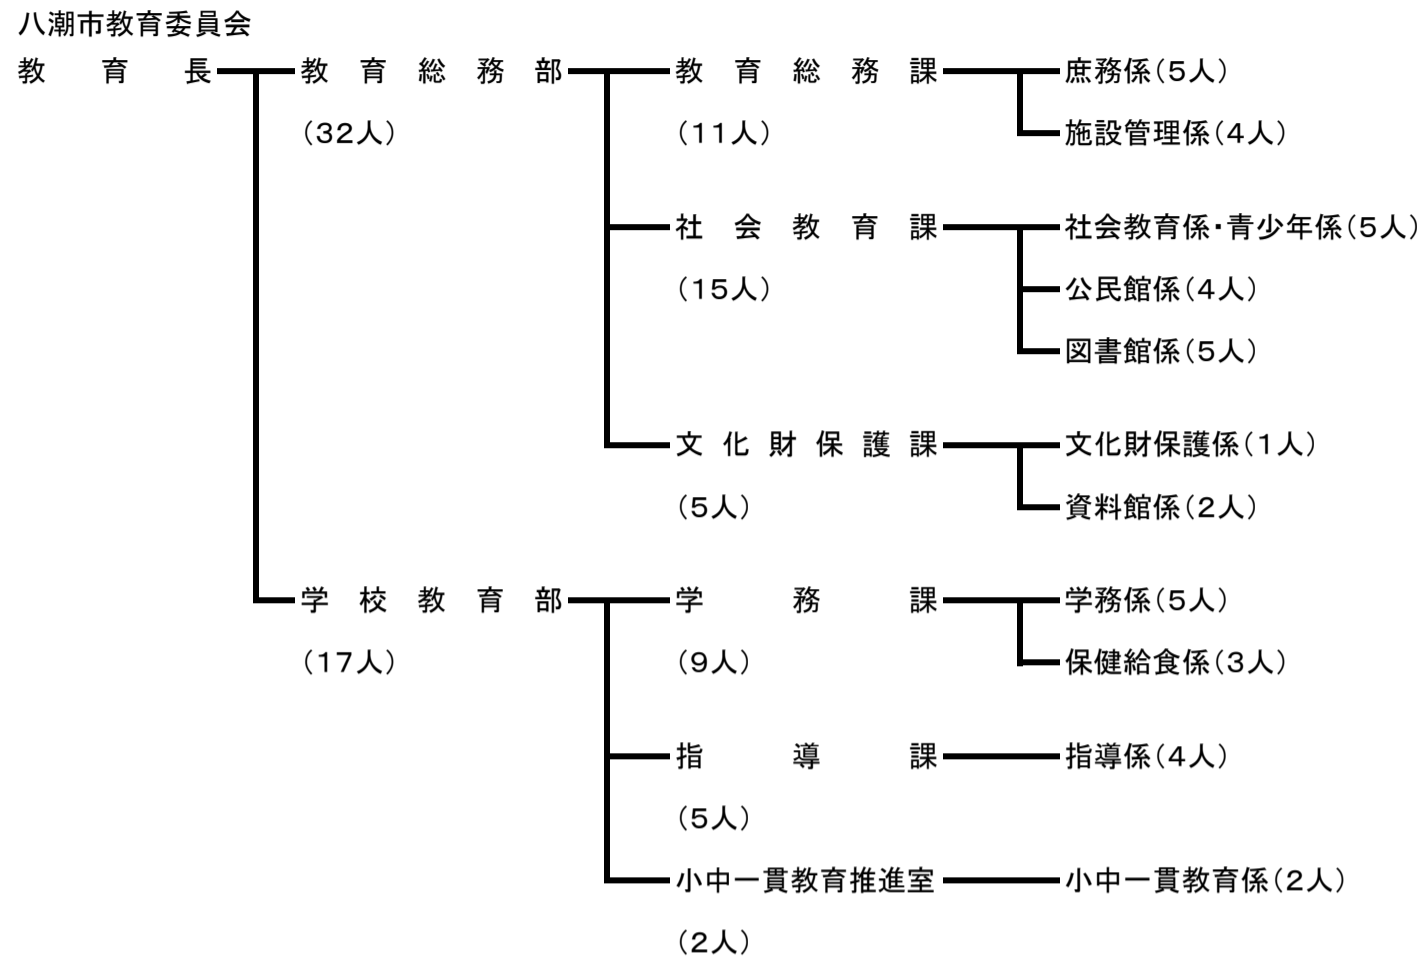 八潮市教育委員会
教育長 教育総務部 教育総務課 庶務係(5人)
(32人) (11人) 施設管理係(4人)
社会教育課 社会教育係・青少年係(5人)
(15人) 公民館係(4人)
図書館係(5人)
文化財保護課 文化財保護係(1人)
(5人) 資料館係(2人)
学校教育部 学務課 学務係(5人)
(17人) (9人) 保健給食係(3人)
指導課 指導係(4人)
(5人)
小中一貫教育推進室 小中一貫教育係(2人)
(2人)